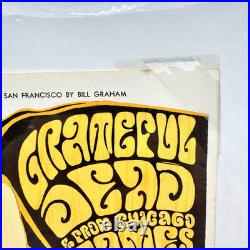 SAN FRANCISCO BY BILL GRAHAM
GRATEFUL
DEAD
& FROM CHICAGO